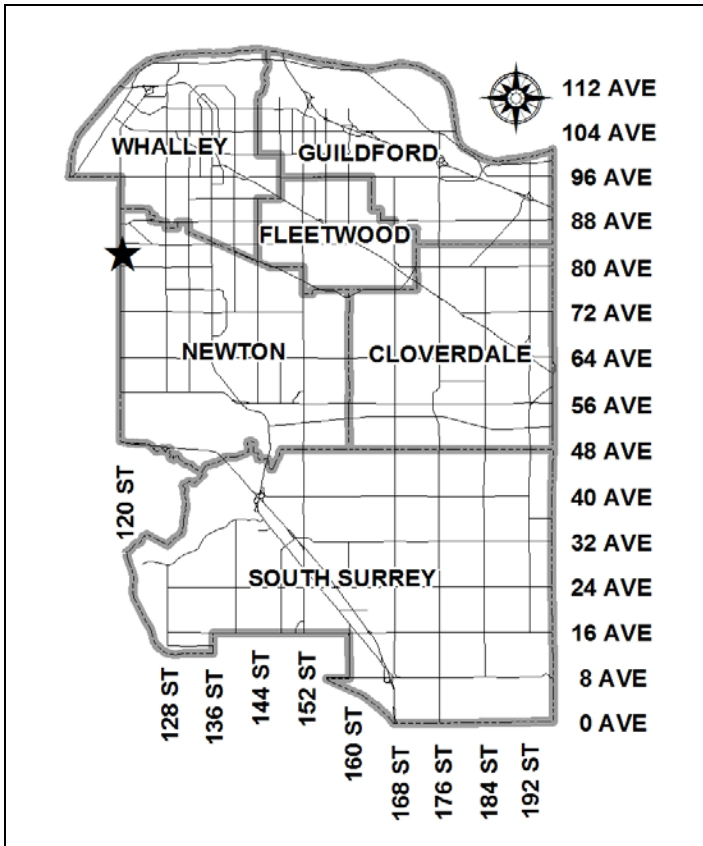 112 AVE
104 AVE
WHALLEY
GUILDFORD
96 AVE
88 AVE
FLEETWOOD
80 AVE
72 AVE
NEWTON
CLOVERDALE
64 AVE
56 AVE
48 AVE
120 ST
40 AVE
32 AVE
SOUTH SURREY
24 AVE
16 AVE
128 ST
136 ST
144 ST
152 ST
160 ST
8 AVE
0 AVE
168 ST
176 ST
184 ST
192 ST